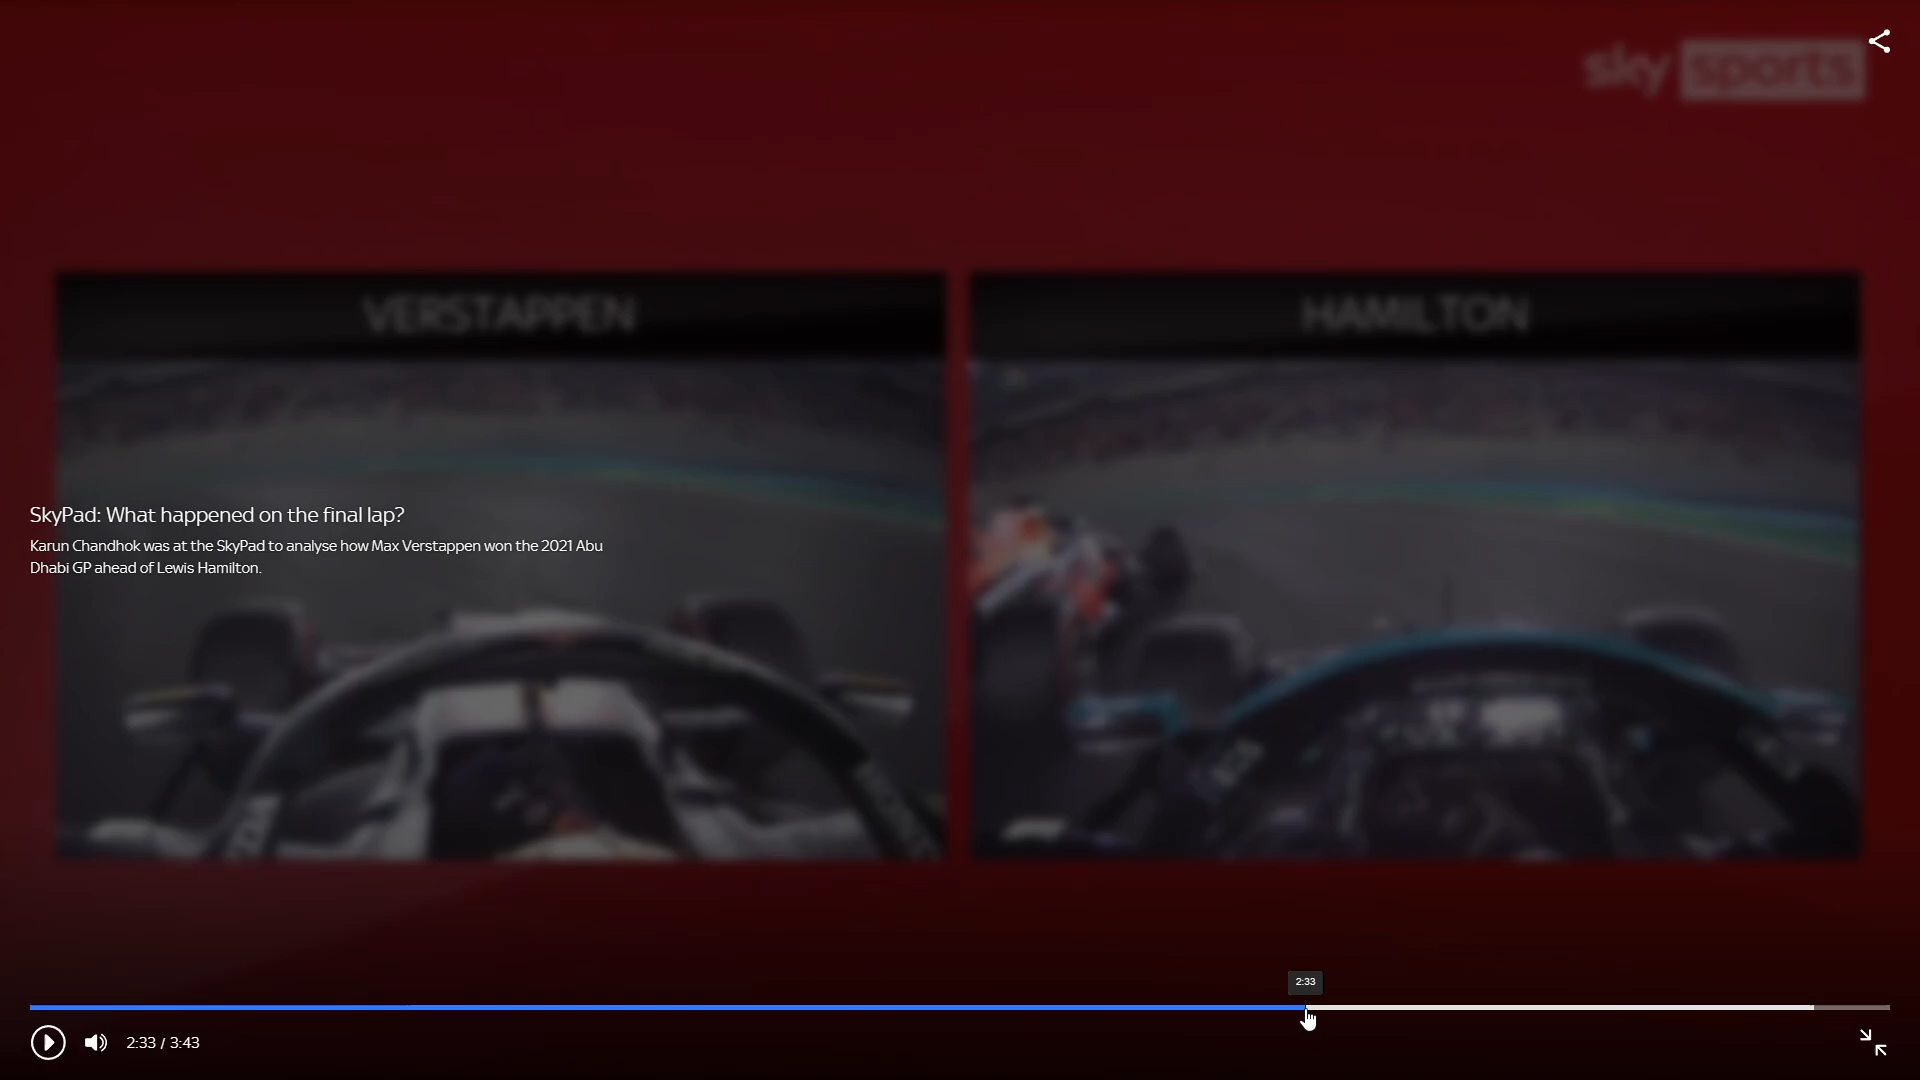 sky sports
VERSTAPPEN
HAMILTON
SkyPad: What happened on the final lap?
Karun Chandhok was at the SkyPad to analyse how Max Verstappen won the 2021 Abu
Dhabi GP ahead of Lewis Hamilton.
2:33
2:33 / 3:43